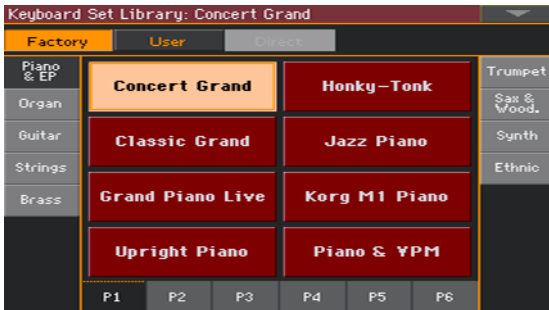 Keyboard Set Library: Concert Grand
Factory User Direct
Piano
& EP
Organ
Guitar
Strings
Brass
Concert Grand Honky-Tonk
Classic Grand Jazz Piano
Grand Piano Live Korg M1 Piano
Upright Piano Piano & ¥PM
Trumpet
Sax &
Wood.
Synth
Ethnic
P1 P2 P3 P4 P5 P6